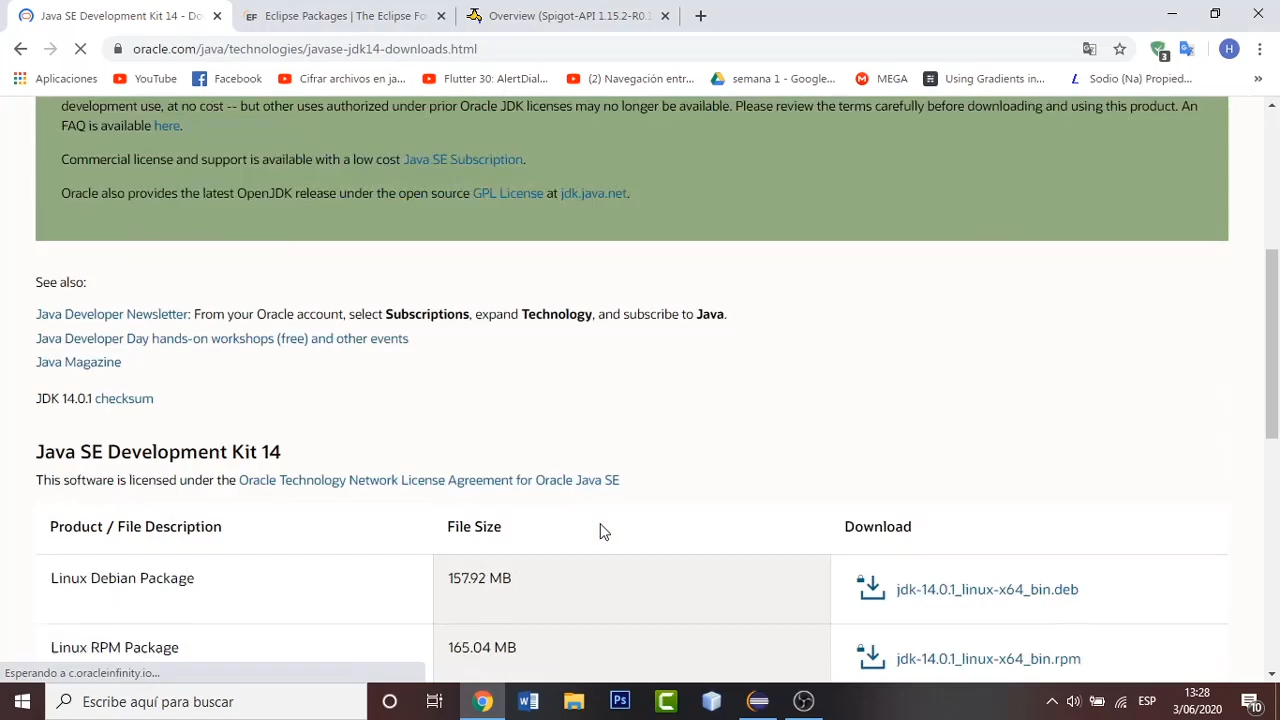 Java SE Development Kit 14 - Do
Eclipse Packages | The Eclipse Fo
Overview (Spigot-API 1.15.2-R0.1
oracle.com/java/technologies/javase-jdk14-downloads.html
H
Aplicaciones
YouTube
Facebook
Cifrar archivos en ja...
Flutter 30: AlertDial...
(2) Navegación entr...
semana 1 - Google...
MEGA
Using Gradients in...
Sodio (Na) Propied...
»
development use, at no cost -- but other uses authorized under prior Oracle JDK licenses may no longer be available. Please review the terms carefully before downloading and using this product. An
FAQ is available here.
Commercial license and support is available with a low cost Java SE Subscription.
Oracle also provides the latest OpenJDK release under the open source GPL License at jdk.java.net.
See also:
Java Developer Newsletter: From your Oracle account, select Subscriptions, expand Technology, and subscribe to Java.
Java Developer Day hands-on workshops (free) and other events
Java Magazine
JDK 14.0.1 checksum
Java SE Development Kit 14
This software is licensed under the Oracle Technology Network License Agreement for Oracle Java SE
Product / File Description
File Size
Download
Linux Debian Package
157.92 MB
jdk-14.0.1_linux-x64_bin.deb
Linux RPM Package
165.04 MB
jdk-14.0.1_linux-x64_bin.rpm
Esperando a c.oracleinfinity.io...
Escribe aquí para buscar
ESP
13:28
3/06/2020
10